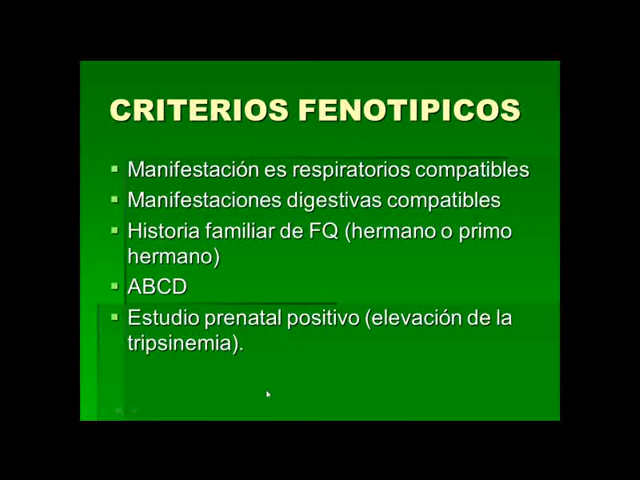 CRITERIOS FENOTIPICOS
Manifestación es respiratorios compatibles
Manifestaciones digestivas compatibles
Historia familiar de FQ (hermano o primo
hermano)
ABCD
Estudio prenatal positivo (elevación de la
tripsinemia).